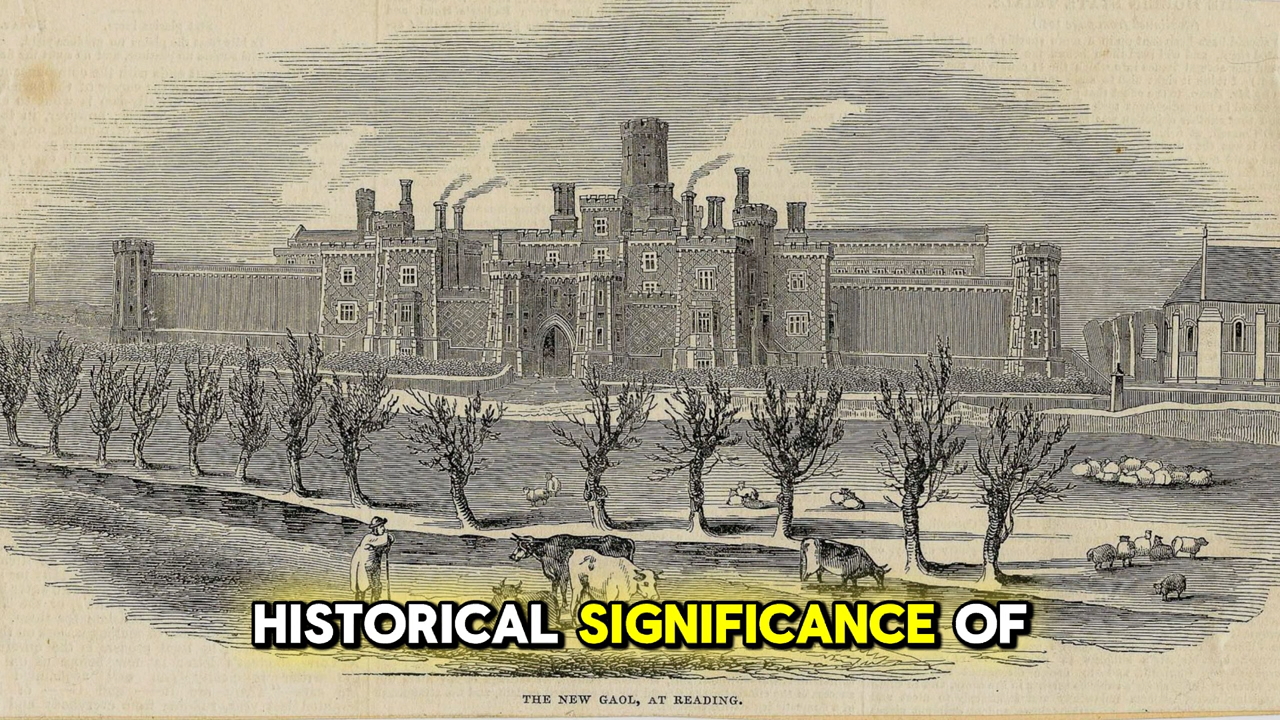 HISTORICAL SIGNIFICANCE OF
THE NEW GAOL, AT READING.